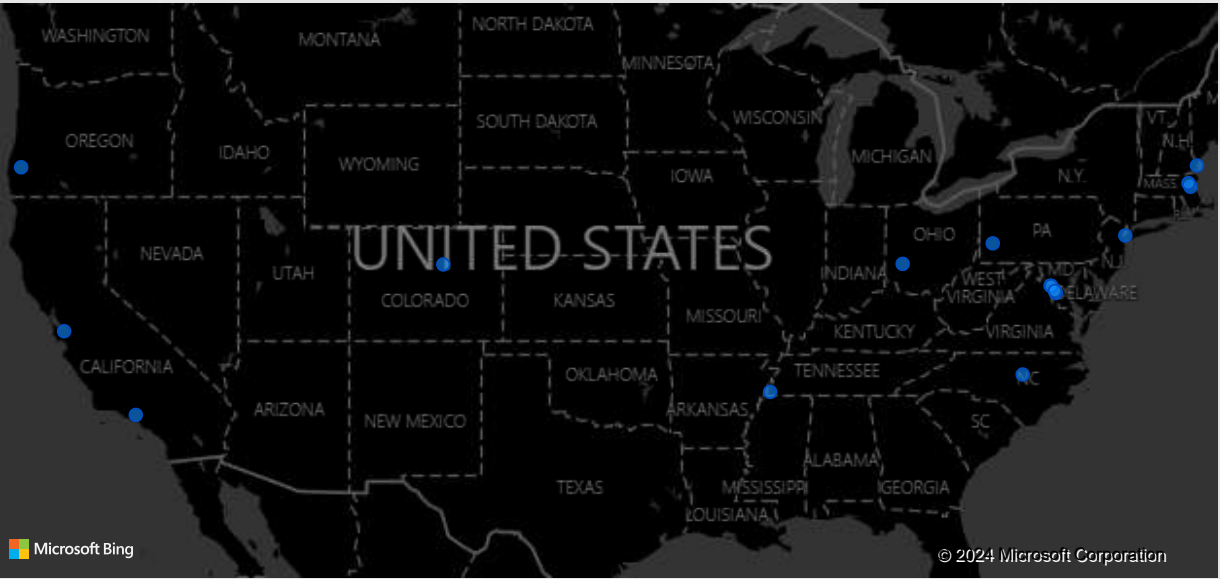 WASHINGTON
MONTANA
NORTH DAKOTA
MINNESOTA
OREGON
IDAHO
WYOMING
SOUTH DAKOTA
WISCONSIN
MICHIGAN
VT.
N.H.
IOWA
N.Y.
MASS.
UNITED STATES
NEVADA
UTAH
COLORADO
KANSAS
MISSOURI
INDIANA
OHIO
PA
N.J.
WEST
VIRGINIA
MD.
DELAWARE
KENTUCKY
VIRGINIA
CALIFORNIA
ARIZONA
NEW MEXICO
OKLAHOMA
ARKANSAS
TENNESSEE
NC
SC
TEXAS
LOUISIANA
MISSISSIPPI
ALABAMA
GEORGIA
Microsoft Bing
© 2024 Microsoft Corporation